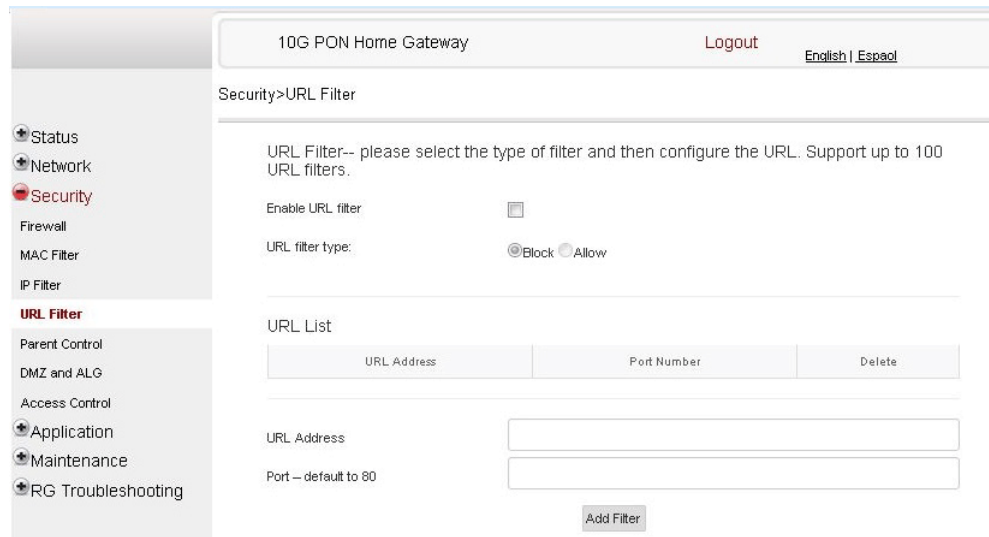 10G PON Home Gateway
Logout
English | Espaol
Security>URL Filter
Status
Network
Security
Firewall
MAC Filter
IP Filter
URL Filter
Parent Control
DMZ and ALG
Access Control
Application
Maintenance
RG Troubleshooting
URL Filter-- please select the type of filter and then configure the URL. Support up to 100
URL filters.
Enable URL filter
URL filter type:
Block Allow
URL List
URL Address Port Number Delete
URL Address
Port -- default to 80
Add Filter